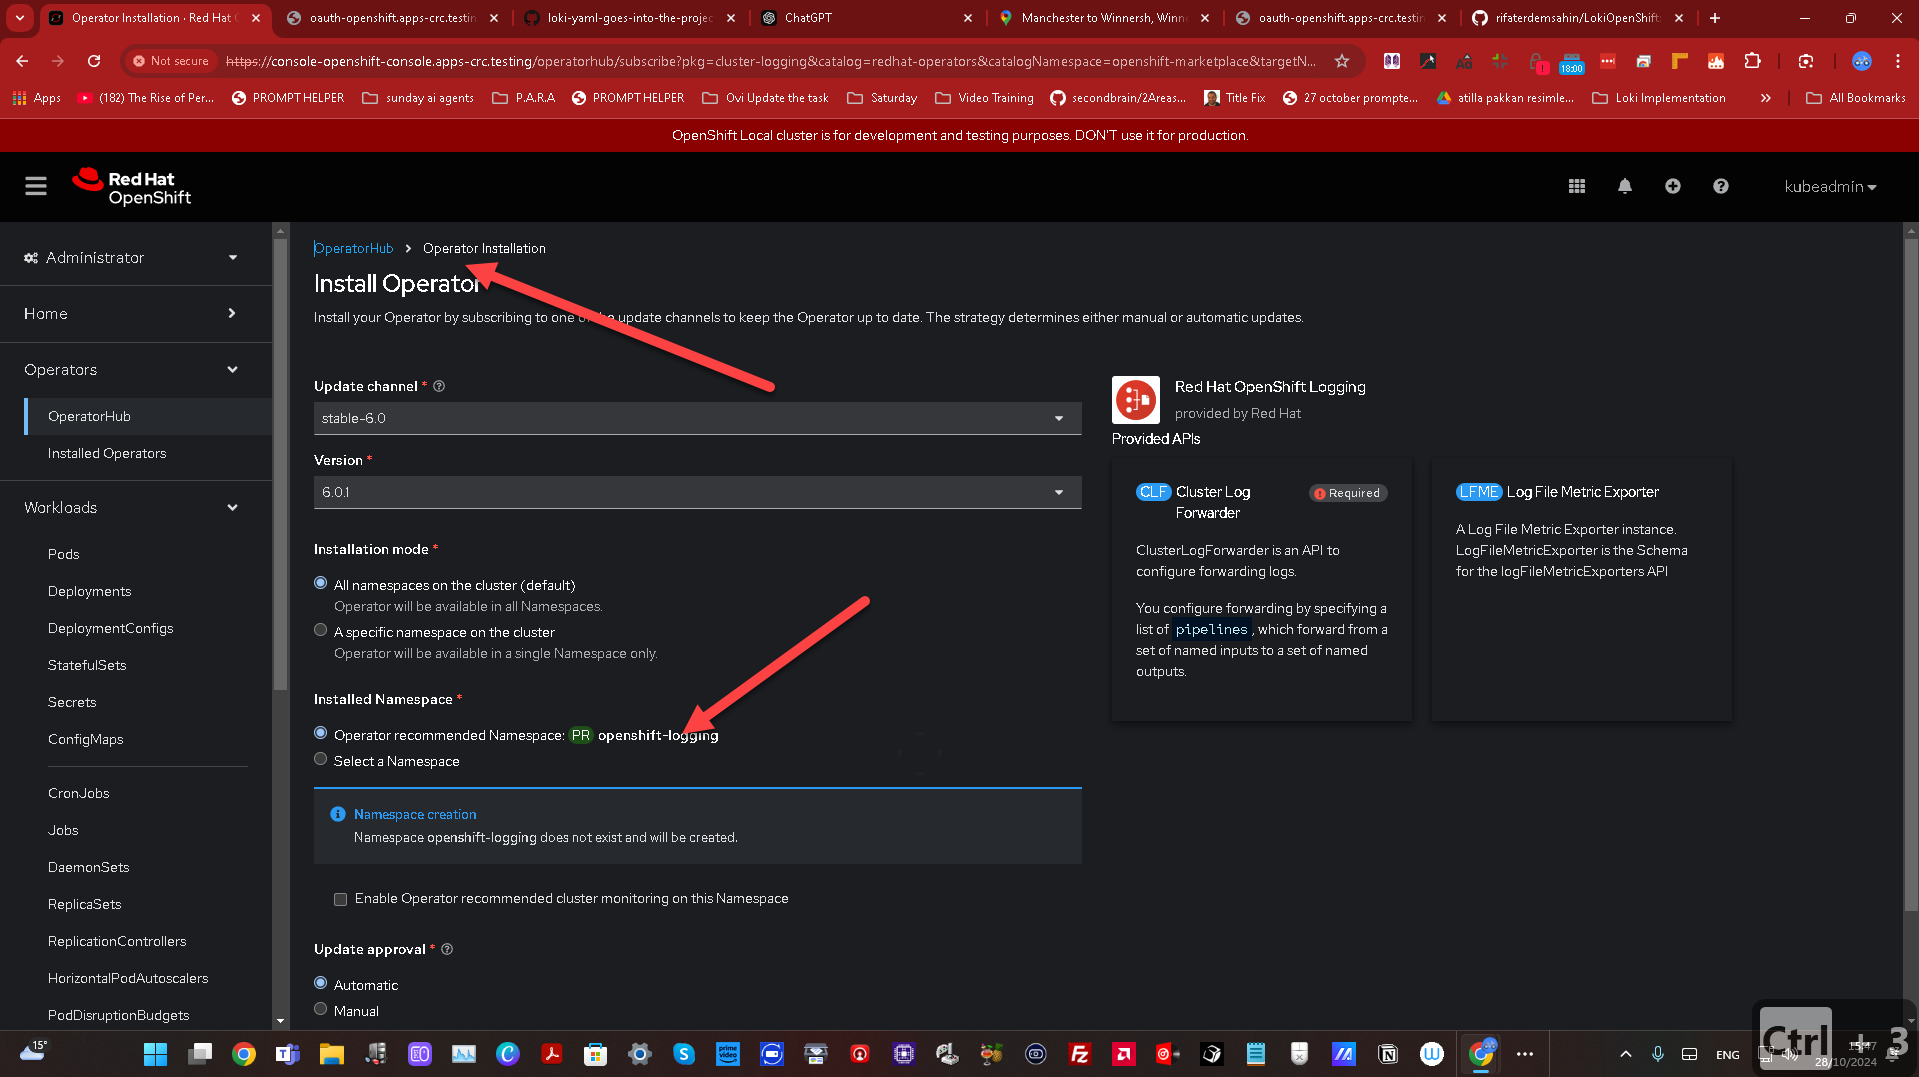 Operator Installation · Red Hat O
oauth-openshift.apps-crc.testin
loki-yaml-goes-into-the-projec
ChatGPT
Manchester to Winnersh, Winn
oauth-openshift.apps-crc.testin
rifaterdemsahin/LokiOpenShift
Not secure
https://console-openshift-console.apps-crc.testing/operatorhub/subscribe?pkg=cluster-logging&catalog=redhat-operators&catalogNamespace=openshift-marketplace&targetN...
18:00
Apps
(182) The Rise of Per...
PROMPT HELPER
sunday ai agents
P.A.R.A
PROMPT HELPER
Ovi Update the task
Saturday
Video Training
secondbrain/2Areas...
Title Fix
27 october prompte...
atilla pakkan resimle...
Loki Implementation
All Bookmarks
OpenShift Local cluster is for development and testing purposes. DON'T use it for production.
Red Hat
OpenShift
kubeadmin
Administrator
Home
Operators
OperatorHub
Installed Operators
Workloads
Pods
Deployments
DeploymentConfigs
StatefulSets
Secrets
ConfigMaps
CronJobs
Jobs
DaemonSets
ReplicaSets
ReplicationControllers
HorizontalPodAutoscalers
PodDisruptionBudgets
OperatorHub
Operator Installation
Install Operator
Install your Operator by subscribing to one of the update channels to keep the Operator up to date. The strategy determines either manual or automatic updates.
Update channel *
stable-6.0
Version *
6.0.1
Installation mode *
All namespaces on the cluster (default)
Operator will be available in all Namespaces.
A specific namespace on the cluster
Operator will be available in a single Namespace only.
Installed Namespace *
Operator recommended Namespace: PR openshift-logging
Select a Namespace
Namespace creation
Namespace openshift-logging does not exist and will be created.
Enable Operator recommended cluster monitoring on this Namespace
Update approval *
Automatic
Manual
Red Hat OpenShift Logging
provided by Red Hat
Provided APIs
CLF Cluster Log
Forwarder
Required
ClusterLogForwarder is an API to
configure forwarding logs.
You configure forwarding by specifying a
list of pipelines, which forward from a
set of named inputs to a set of named
outputs.
LFME Log File Metric Exporter
A Log File Metric Exporter instance.
LogFileMetricExporter is the Schema
for the logFileMetricExporters API
15°
ENG
15:47
28/10/2024
Ctrl + 3